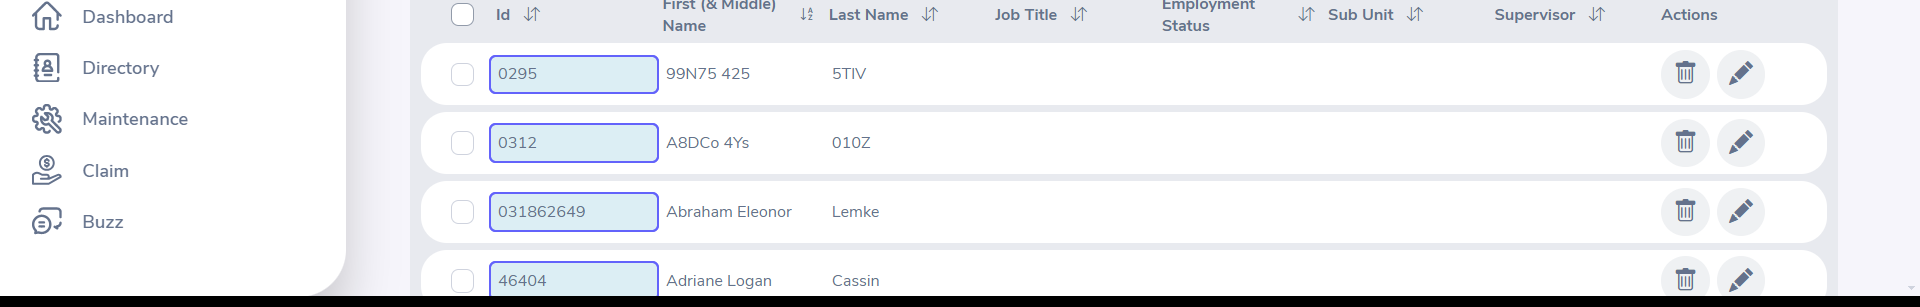 Dashboard
Directory
Maintenance
Claim
Buzz
Id
First (& Middle)
Name
Last Name
Job Title
Employment
Status
Sub Unit
Supervisor
Actions
0295 99N75 425 5TIV
0312 A8DCo 4Ys 010Z
031862649 Abraham Eleonor Lemke
46404 Adriane Logan Cassin